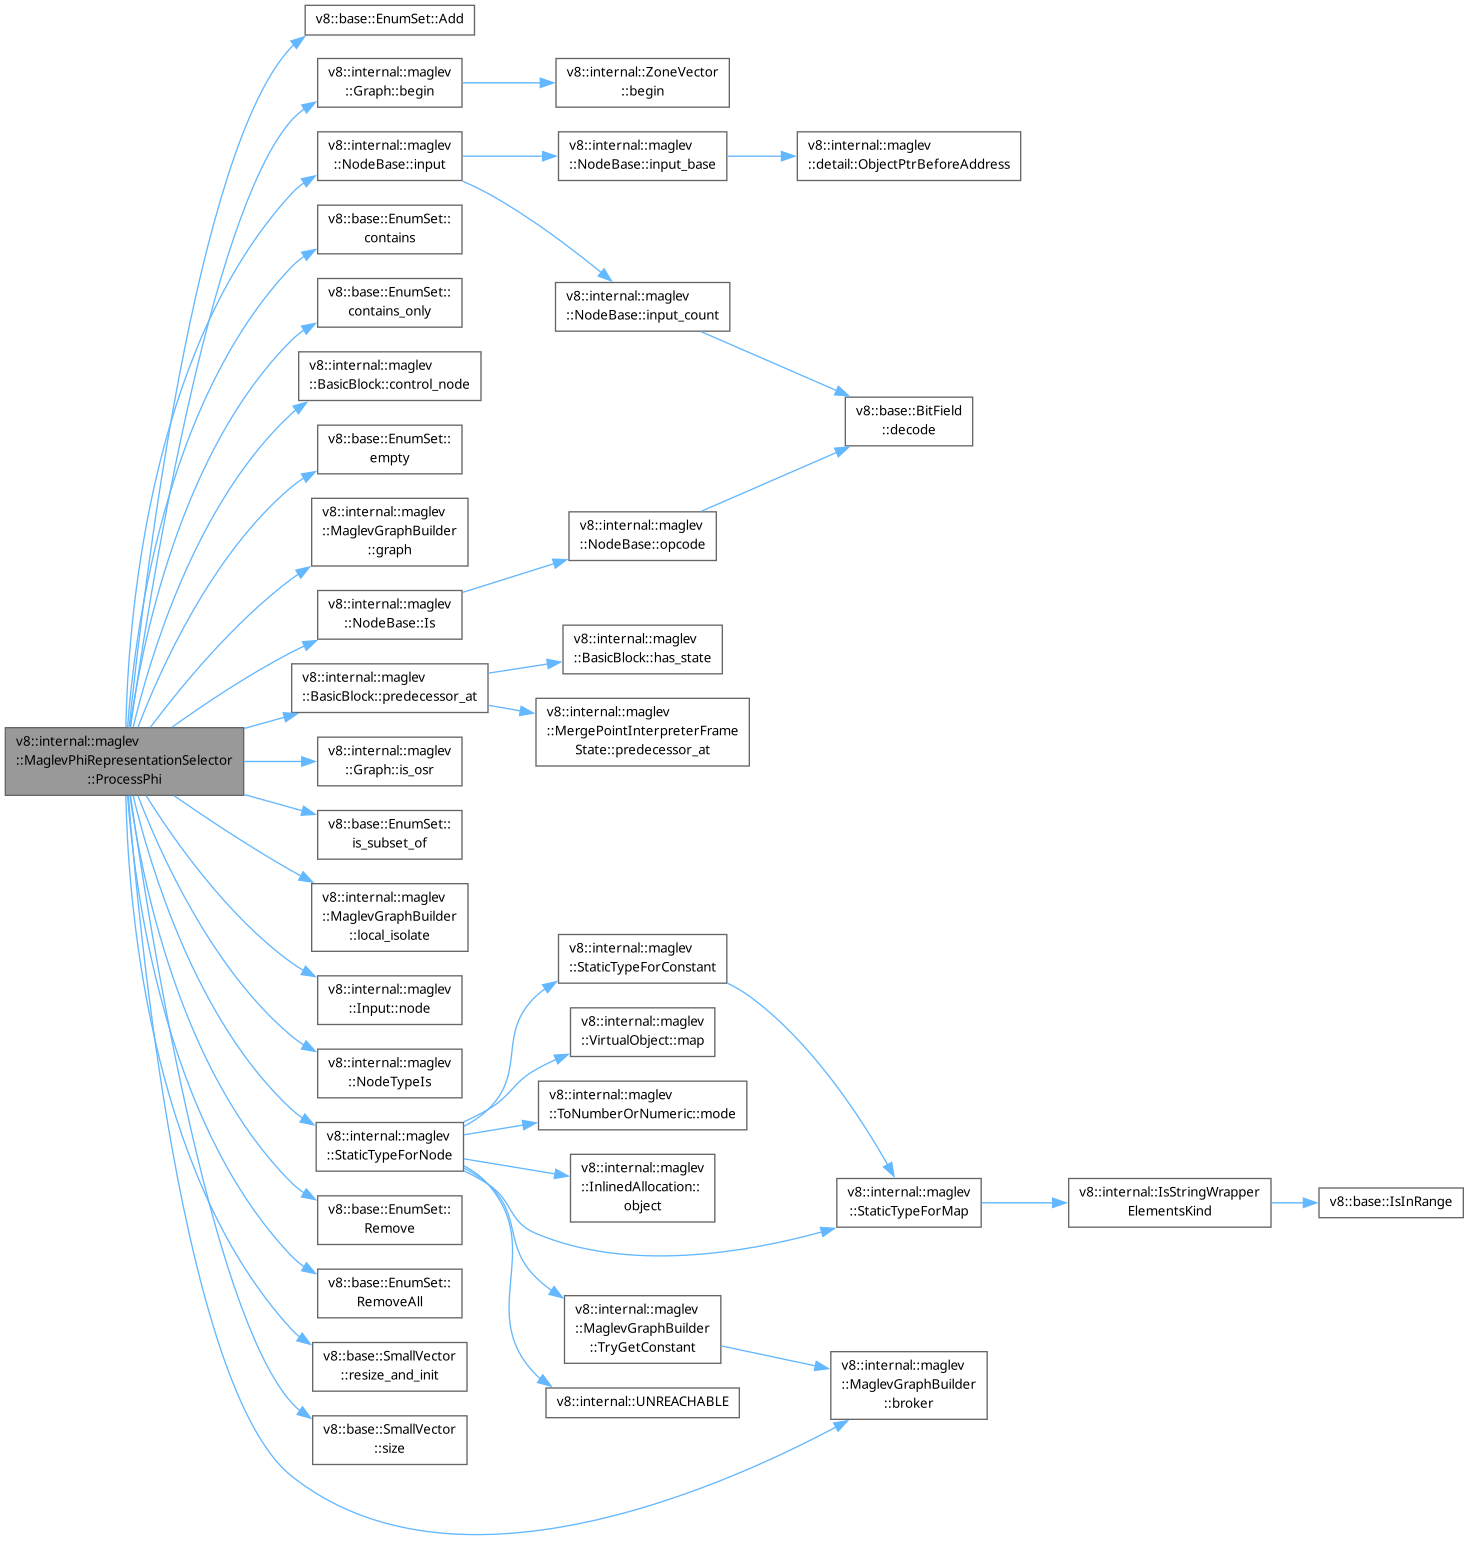 v8::base::EnumSet::Add
v8::internal::maglev
::Graph::begin
v8::internal::ZoneVector
::begin
v8::internal::maglev
::NodeBase::input
v8::internal::maglev
::NodeBase::input_base
v8::internal::maglev
::detail::ObjectPtrBeforeAddress
v8::base::EnumSet::
contains
v8::base::EnumSet::
contains_only
v8::internal::maglev
::NodeBase::input_count
v8::internal::maglev
::BasicBlock::control_node
v8::base::BitField
::decode
v8::base::EnumSet::
empty
v8::internal::maglev
::MaglevGraphBuilder
::graph
v8::internal::maglev
::NodeBase::opcode
v8::internal::maglev
::NodeBase::Is
v8::internal::maglev
::BasicBlock::has_state
v8::internal::maglev
::BasicBlock::predecessor_at
v8::internal::maglev
::MergePointInterpreterFrame
State::predecessor_at
v8::internal::maglev
::MaglevPhiRepresentationSelector
::ProcessPhi
v8::internal::maglev
::Graph::is_osr
v8::base::EnumSet::
is_subset_of
v8::internal::maglev
::MaglevGraphBuilder
::local_isolate
v8::internal::maglev
::StaticTypeForConstant
v8::internal::maglev
::Input::node
v8::internal::maglev
::VirtualObject::map
v8::internal::maglev
::NodeTypeIs
v8::internal::maglev
::ToNumberOrNumeric::mode
v8::internal::maglev
::StaticTypeForNode
v8::internal::maglev
::InlinedAllocation::
object
v8::internal::maglev
::StaticTypeForMap
v8::internal::IsStringWrapper
ElementsKind
v8::base::IsInRange
v8::base::EnumSet::
Remove
v8::base::EnumSet::
RemoveAll
v8::internal::maglev
::MaglevGraphBuilder
::TryGetConstant
v8::base::SmallVector
::resize_and_init
v8::internal::maglev
::MaglevGraphBuilder
::broker
v8::internal::UNREACHABLE
v8::base::SmallVector
::size